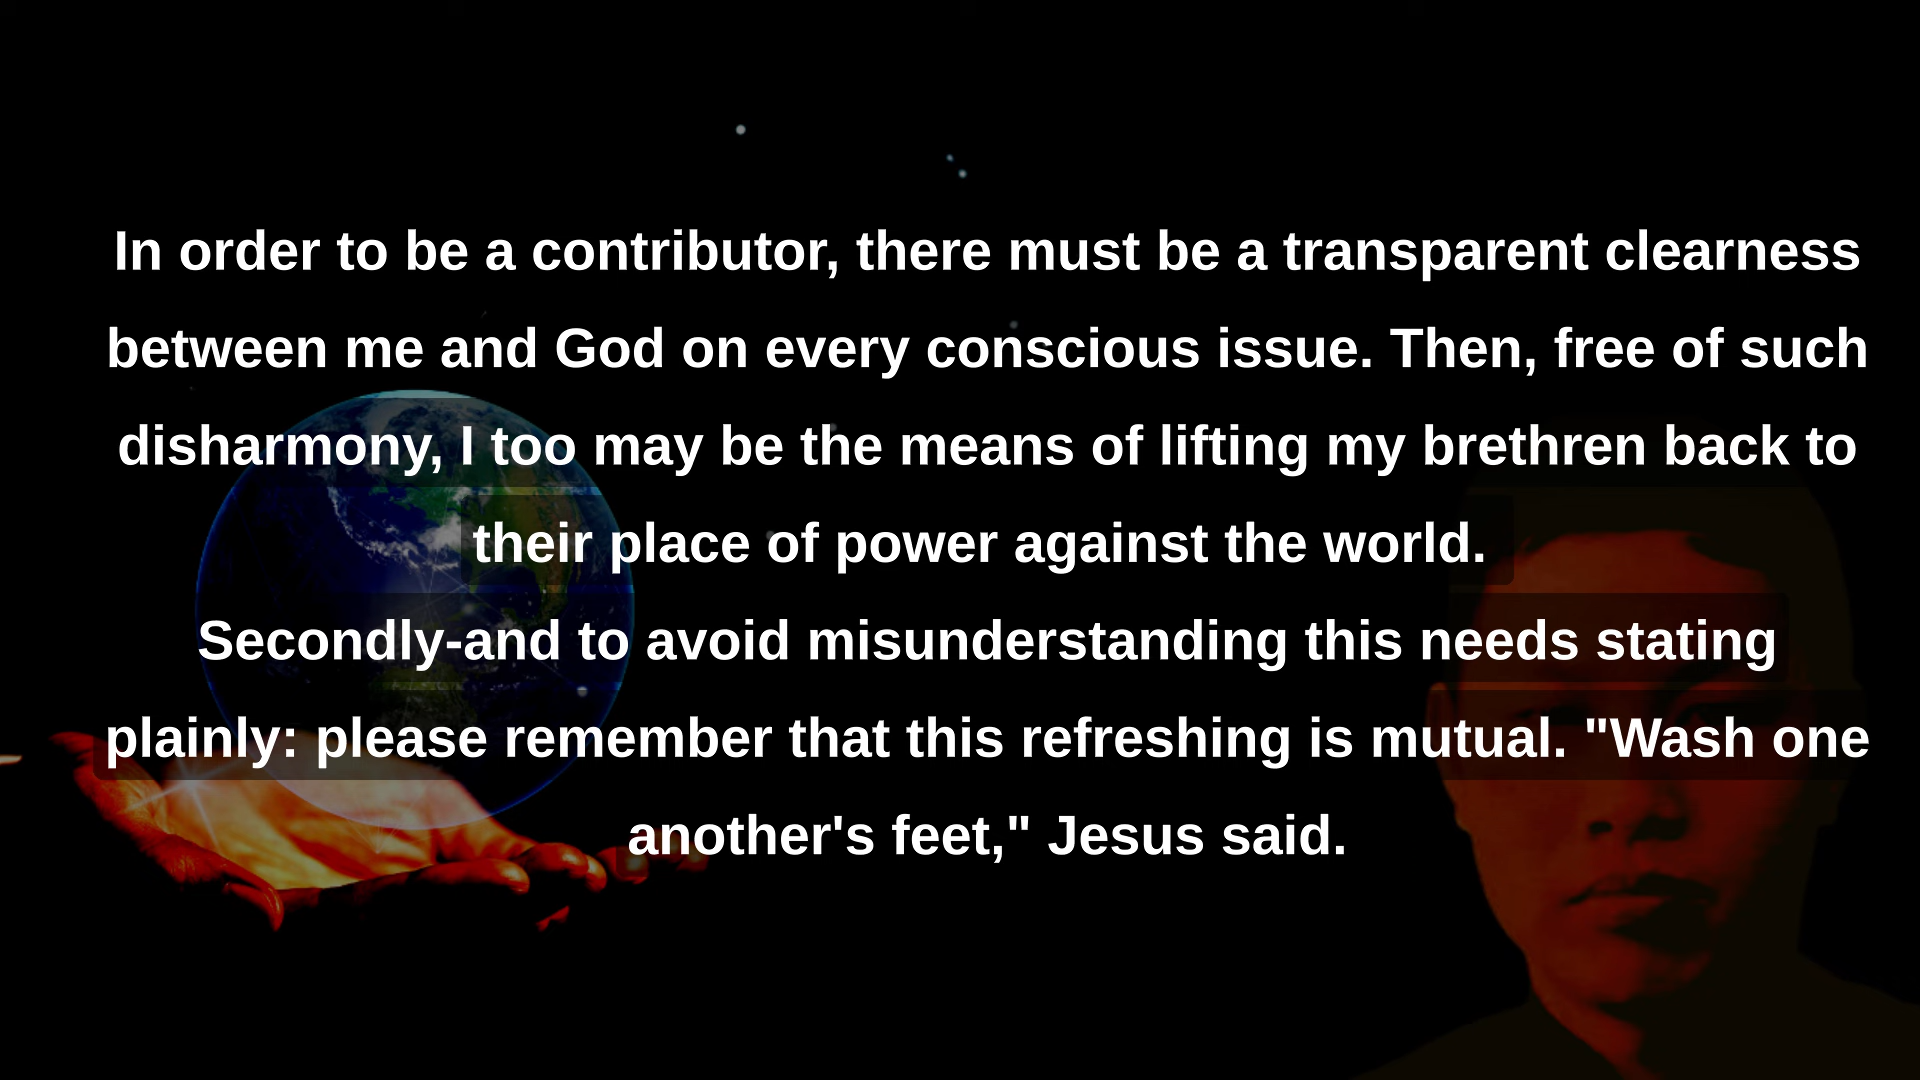 In order to be a contributor, there must be a transparent clearness
between me and God on every conscious issue. Then, free of such
disharmony, I too may be the means of lifting my brethren back to
their place of power against the world.
Secondly-and to avoid misunderstanding this needs stating
plainly: please remember that this refreshing is mutual. "Wash one
another's feet," Jesus said.